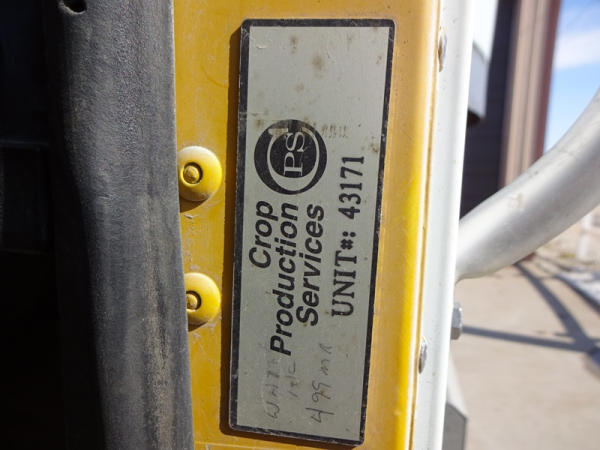 CPS
Crop
Production
Services
UNIT#: 43171